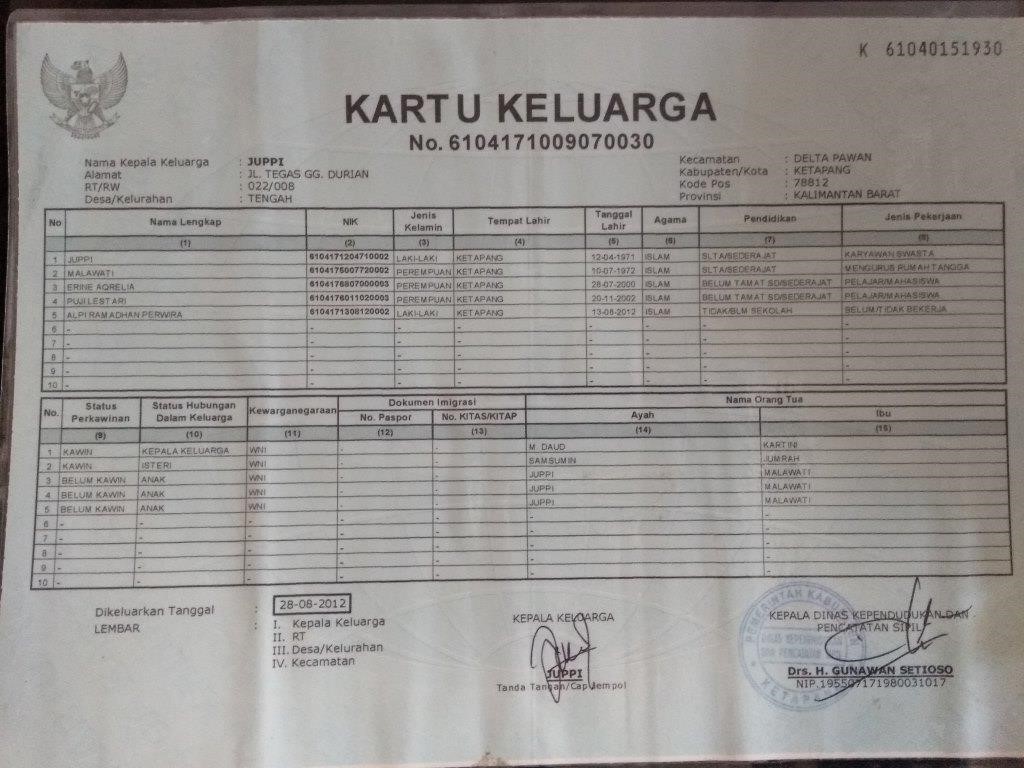 K 61040151930
KARTU KELUARGA
No. 6104171009070030
Nama Kepala Keluarga : JUPPI
Alamat : JL. TEGAS GG. DURIAN
RT/RW : 022/008
Desa/Kelurahan : TENGAH
Kecamatan : DELTA PAWAN
Kabupaten/Kota : KETAPANG
Kode Pos : 78812
Provinsi : KALIMANTAN BARAT
No Nama Lengkap NIK Jenis Kelamin Tempat Lahir Tanggal Lahir Agama Pendidikan Jenis Pekerjaan
(1) (2) (3) (4) (5) (6) (7) (8)
1 JUPPI 6104171204710002 LAKI-LAKI KETAPANG 12-04-1971 ISLAM SLTA/SEDERAJAT KARYAWAN SWASTA
2 MALAWATI 6104175007720002 PEREMPUAN KETAPANG 10-07-1972 ISLAM SLTA/SEDERAJAT MENGURUS RUMAH TANGGA
3 ERINE AQRELIA 6104176807000003 PEREMPUAN KETAPANG 28-07-2000 ISLAM BELUM TAMAT SD/SEDERAJAT PELAJAR/MAHASISWA
4 PUJI LESTARI 6104176011020003 PEREMPUAN KETAPANG 20-11-2002 ISLAM BELUM TAMAT SD/SEDERAJAT PELAJAR/MAHASISWA
5 ALPI RAMADHAN PERWIRA 6104171308120002 LAKI-LAKI KETAPANG 13-08-2012 ISLAM TIDAK/BLM SEKOLAH BELUM/TIDAK BEKERJA
6 - - - - - - - -
7 - - - - - - - -
8 - - - - - - - -
9 - - - - - - - -
10 - - - - - - - -
No. Status Perkawinan Status Hubungan Dalam Keluarga Kewarganegaraan Dokumen Imigrasi Nama Orang Tua
No. Paspor No. KITAS/KITAP Ayah Ibu
(9) (10) (11) (12) (13) (14) (15)
1 KAWIN KEPALA KELUARGA WNI - - M. DAUD KARTINI
2 KAWIN ISTERI WNI - - SAMSUMIN JUMRAH
3 BELUM KAWIN ANAK WNI - - JUPPI MALAWATI
4 BELUM KAWIN ANAK WNI - - JUPPI MALAWATI
5 BELUM KAWIN ANAK WNI - - JUPPI MALAWATI
6 - - - - - - -
7 - - - - - - -
8 - - - - - - -
9 - - - - - - -
10 - - - - - - -
Dikeluarkan Tanggal : 28-08-2012
LEMBAR : I. Kepala Keluarga
II. RT
III. Desa/Kelurahan
IV. Kecamatan
KEPALA KELUARGA
JUPPI
Tanda Tangan/Cap Jempol
KEPALA DINAS KEPENDUDUKAN DAN
PENCATATAN SIPIL
Drs. H. GUNAWAN SETIOSO
NIP.195507171980031017